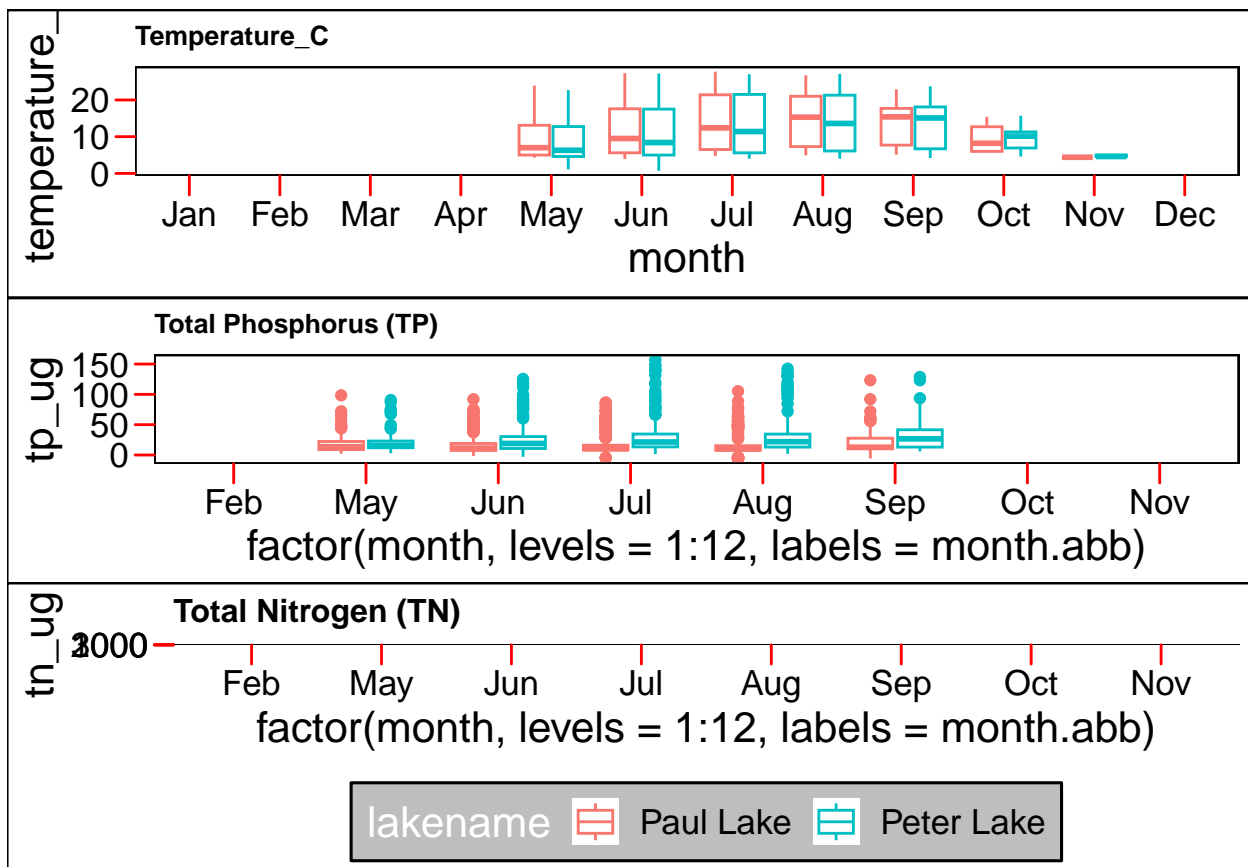 Temperature_C
temperature_
20
10
0
Jan Feb Mar Apr May Jun Jul Aug Sep Oct Nov Dec
month
Total Phosphorus (TP)
tp_ug
150
100
50
0
Feb May Jun Jul Aug Sep Oct Nov
factor(month, levels = 1:12, labels = month.abb)
Total Nitrogen (TN)
tn_ug
Feb May Jun Jul Aug Sep Oct Nov
factor(month, levels = 1:12, labels = month.abb)
lakename Paul Lake Peter Lake